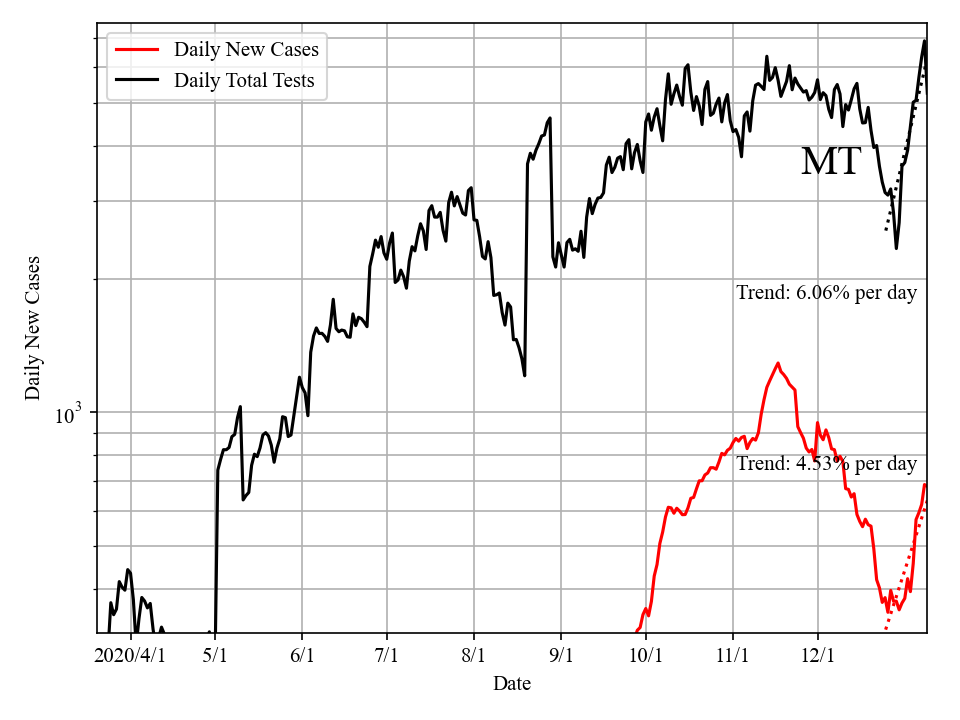 Daily New Cases
Daily Total Tests
MT
Trend: 6.06% per day
Trend: 4.53% per day
Daily New Cases
10³
2020/4/1 5/1 6/1 7/1 8/1 9/1 10/1 11/1 12/1
Date